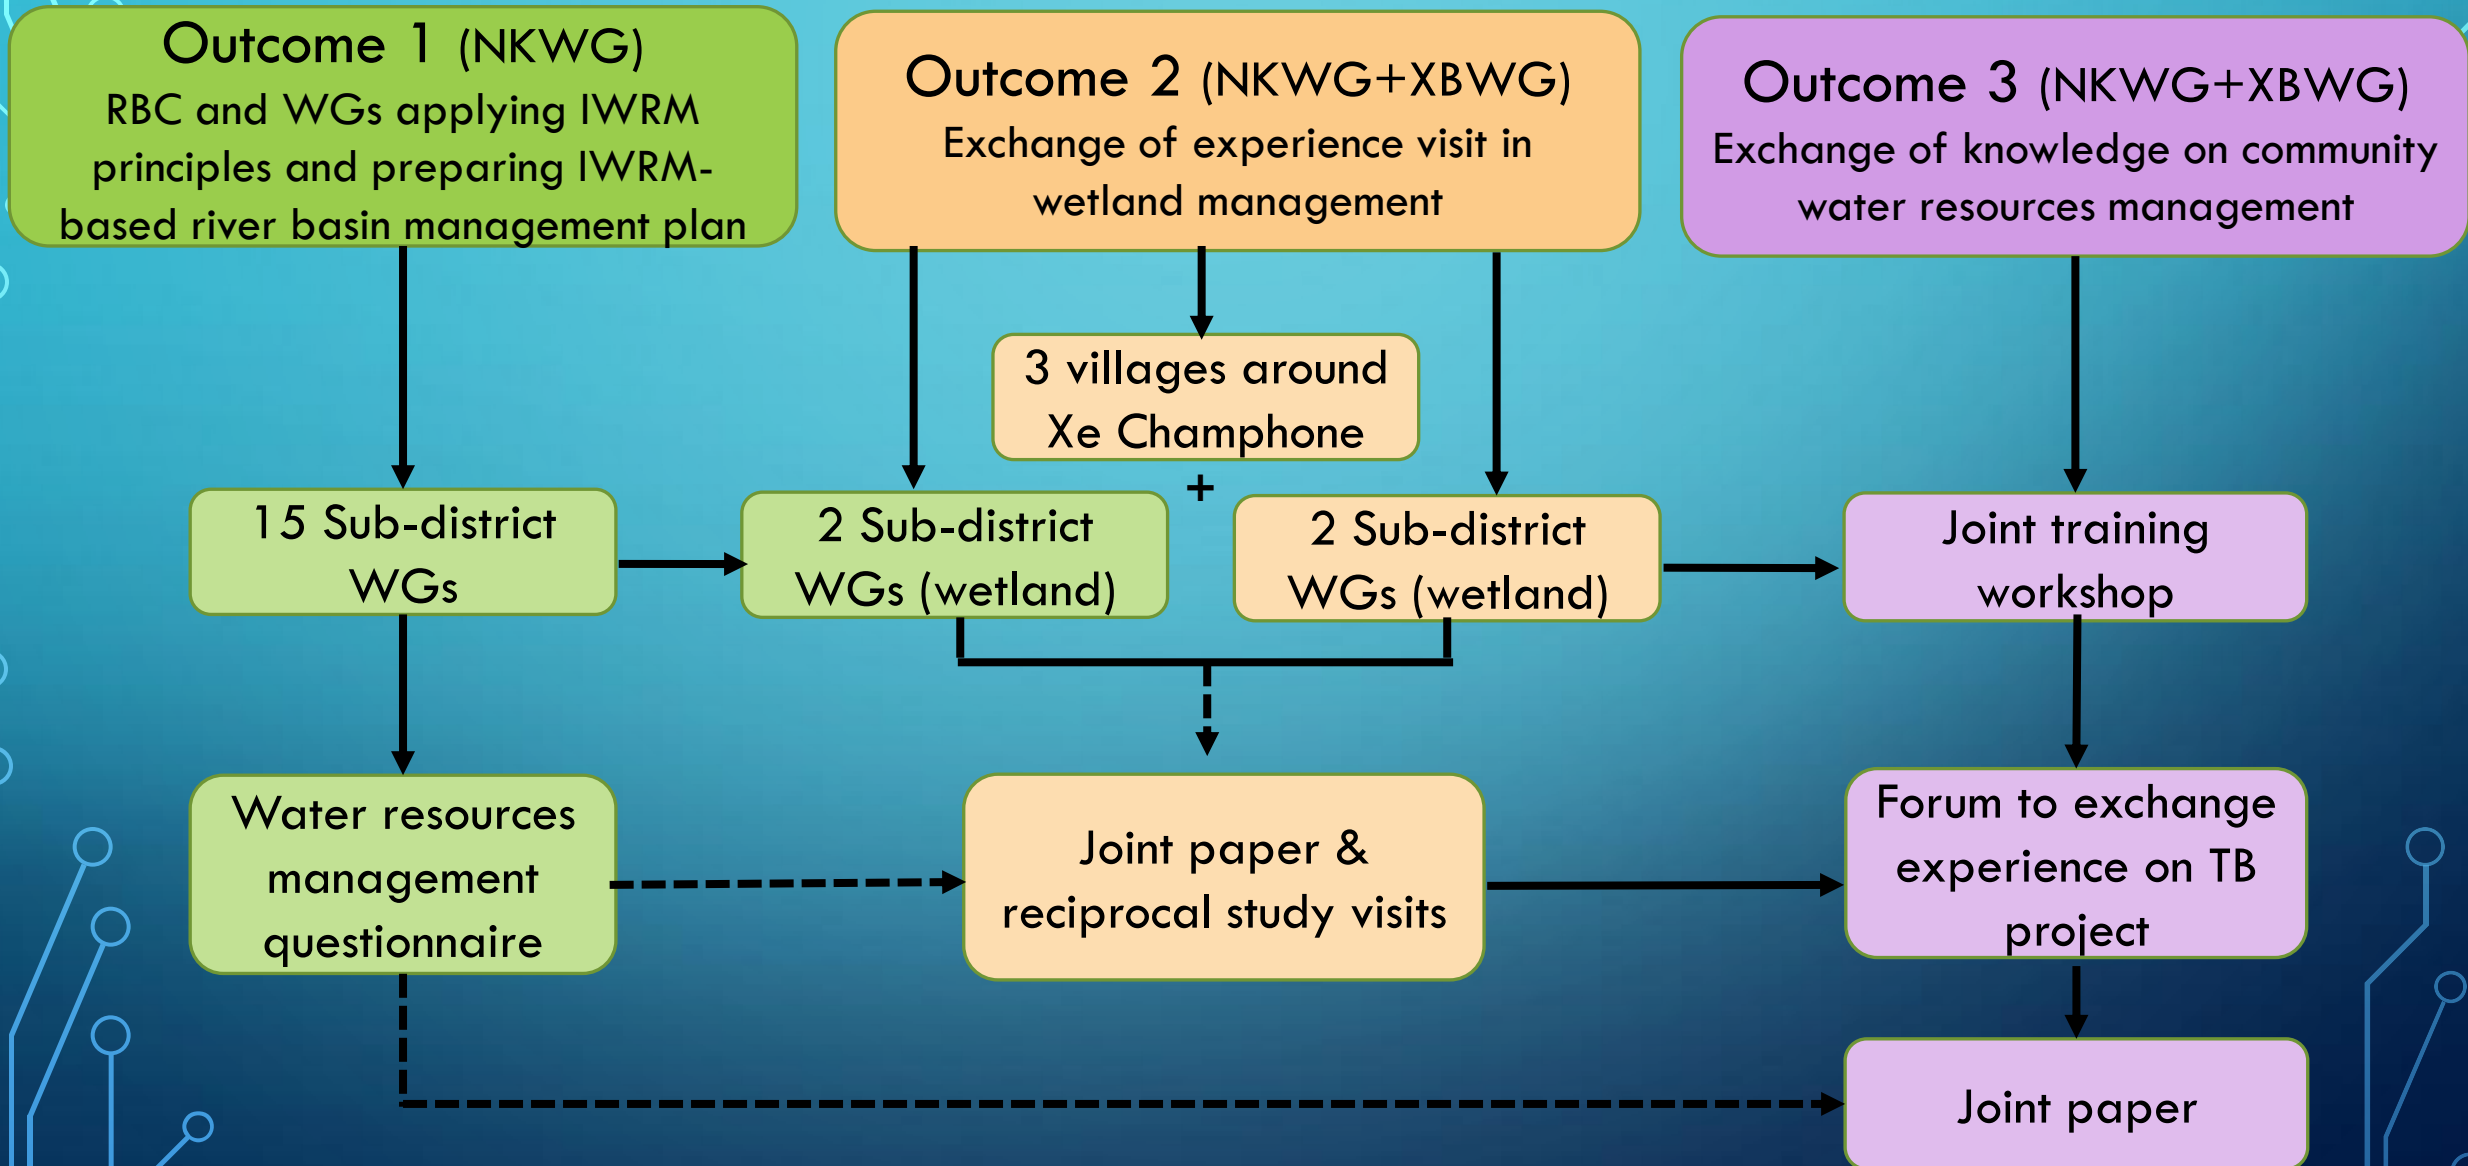 Outcome 1 (NKWG)
RBC and WGs applying IWRM
principles and preparing IWRM-
based river basin management plan
Outcome 2 (NKWG+XBWG)
Exchange of experience visit in
wetland management
Outcome 3 (NKWG+XBWG)
Exchange of knowledge on community
water resources management
3 villages around
Xe Champhone
+
15 Sub-district
WGs
2 Sub-district
WGs (wetland)
2 Sub-district
WGs (wetland)
Joint training
workshop
Water resources
management
questionnaire
Joint paper &
reciprocal study visits
Forum to exchange
experience on TB
project
Joint paper